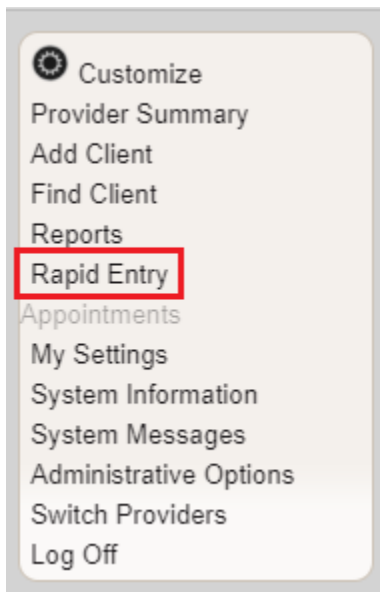 Customize
Provider Summary
Add Client
Find Client
Reports
Rapid Entry
Appointments
My Settings
System Information
System Messages
Administrative Options
Switch Providers
Log Off